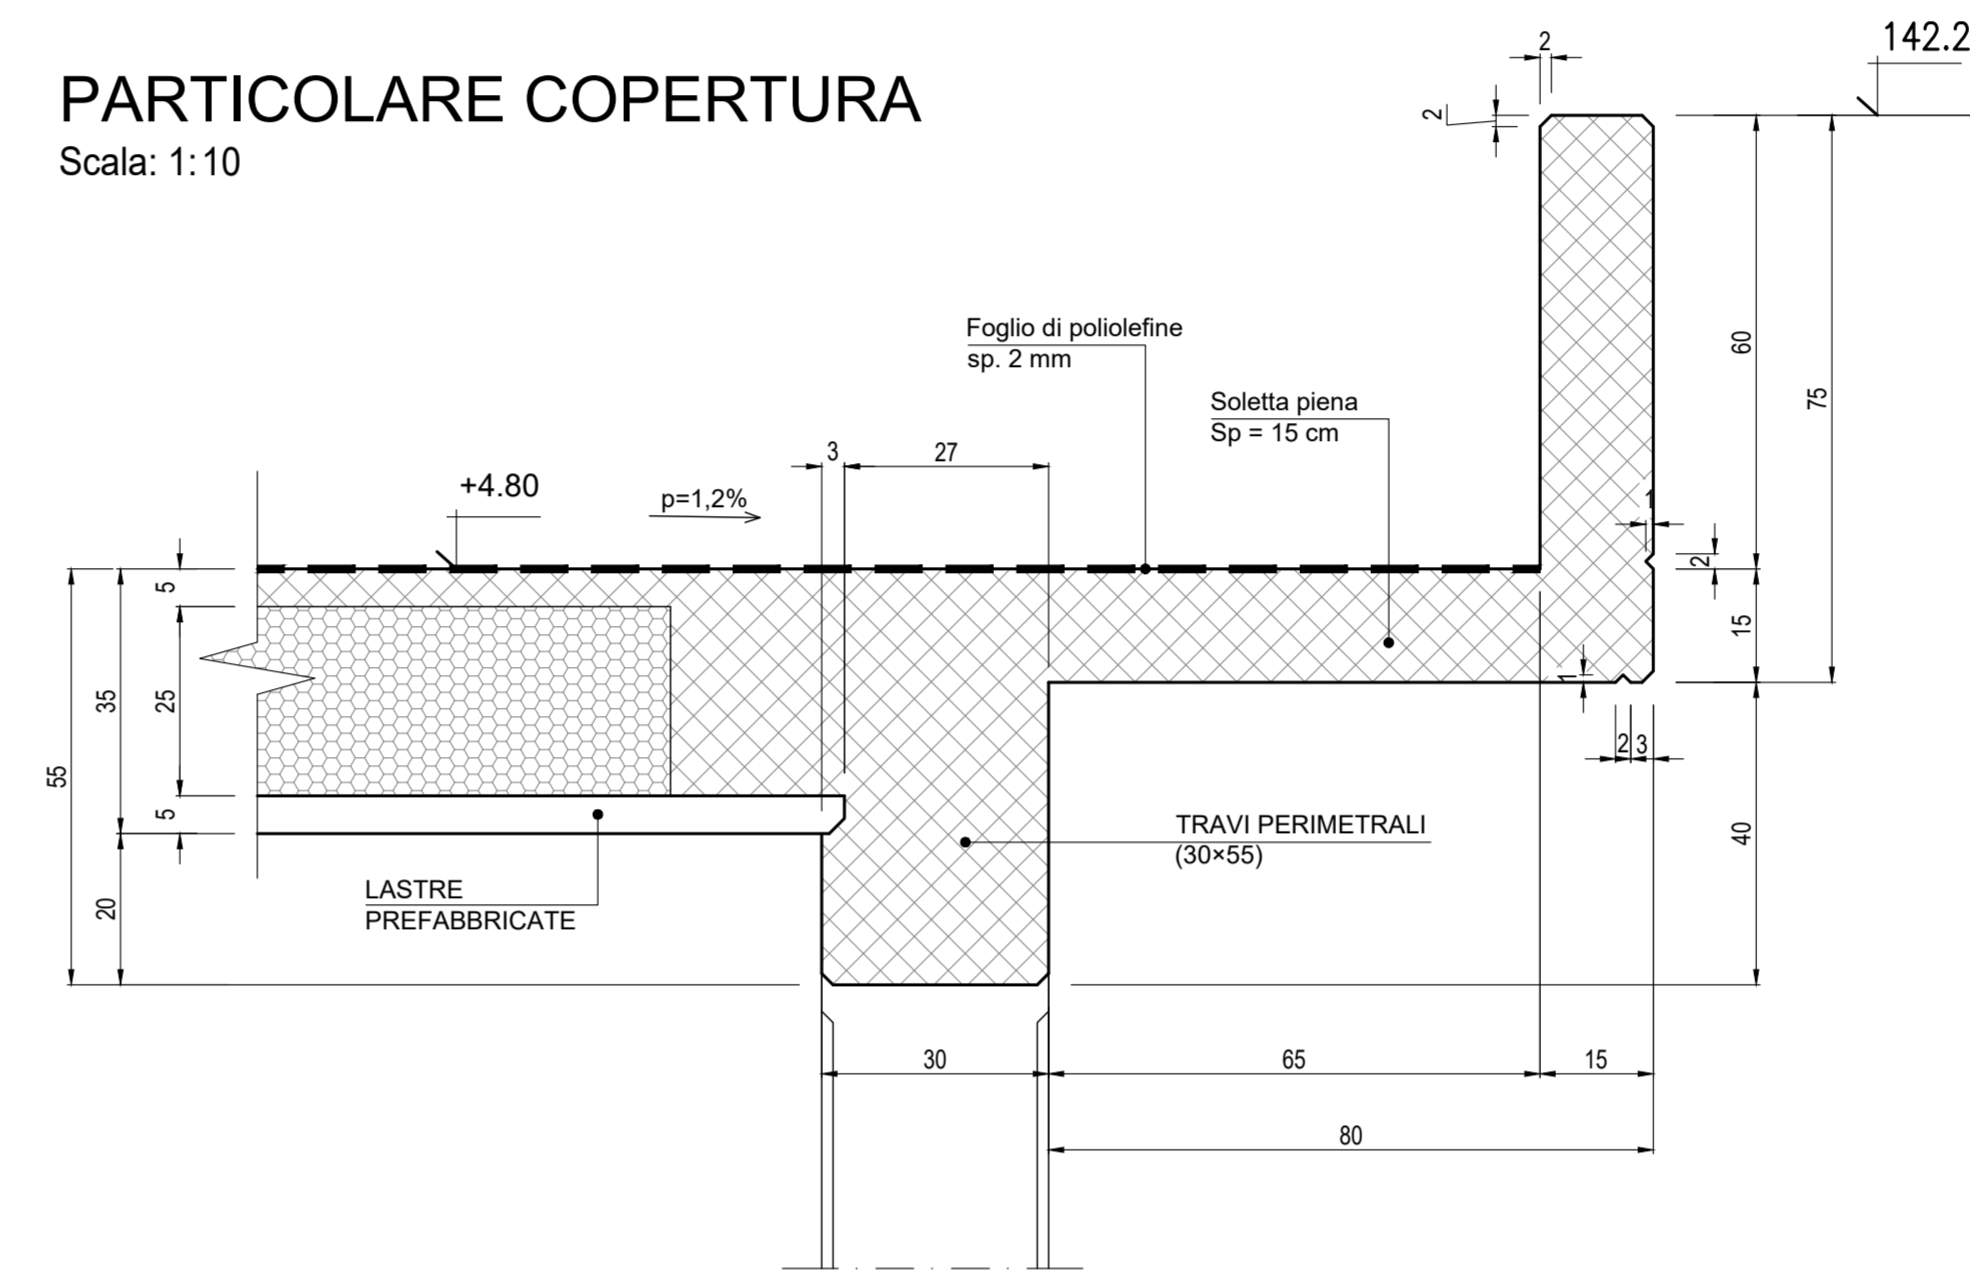 PARTICOLARE COPERTURA
Scala: 1:10
2
142.2
2
Foglio di poliolefine
sp. 2 mm
60
75
Soletta piena
Sp = 15 cm
3
27
+4.80
p=1,2%
1
2
5
15
1
35
25
55
2
3
5
TRAVI PERIMETRALI
(30×55)
40
LASTRE
PREFABBRICATE
20
30
65
15
80